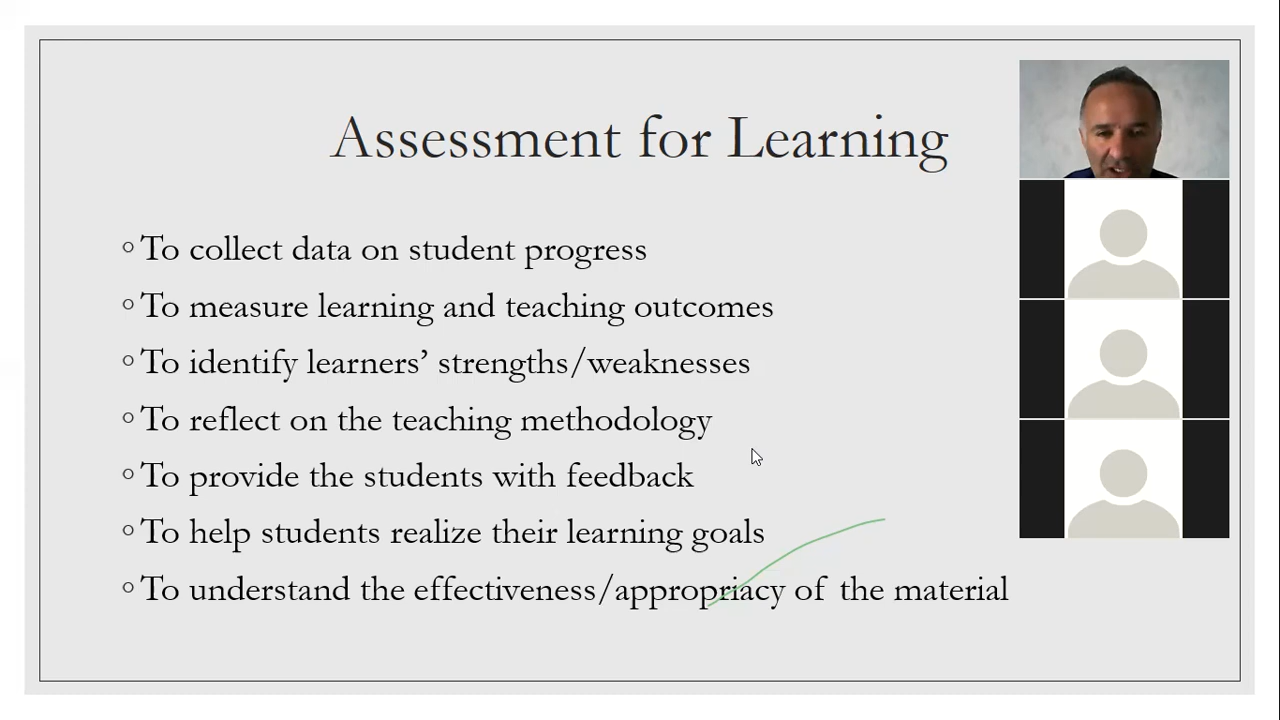 Assessment for Learning
To collect data on student progress
To measure learning and teaching outcomes
To identify learners’ strengths/weaknesses
To reflect on the teaching methodology
To provide the students with feedback
To help students realize their learning goals
To understand the effectiveness/appropriacy of the material